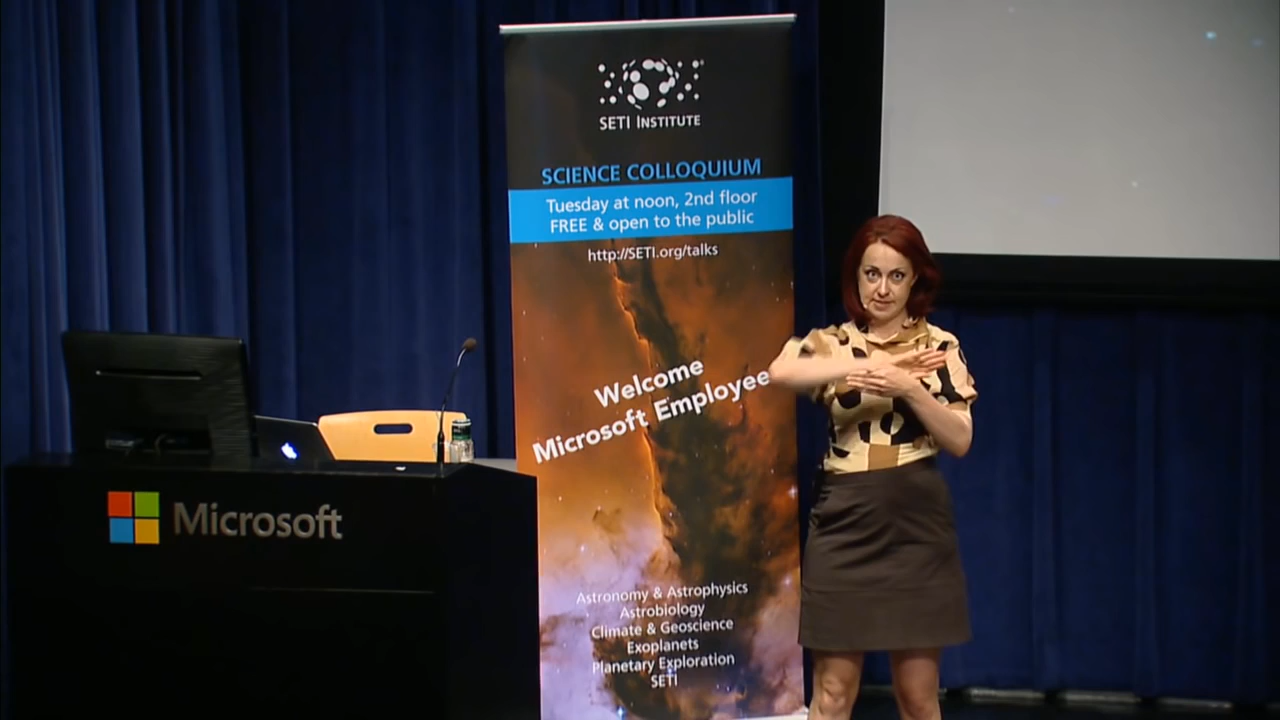 SETI INSTITUTE
SCIENCE COLLOQUIUM
Tuesday at noon, 2nd floor
FREE & open to the public
http://SETI.org/talks
Welcome
Microsoft Employee
Astronomy & Astrophysics
Astrobiology
Climate & Geoscience
Exoplanets
Planetary Exploration
SETI
Microsoft